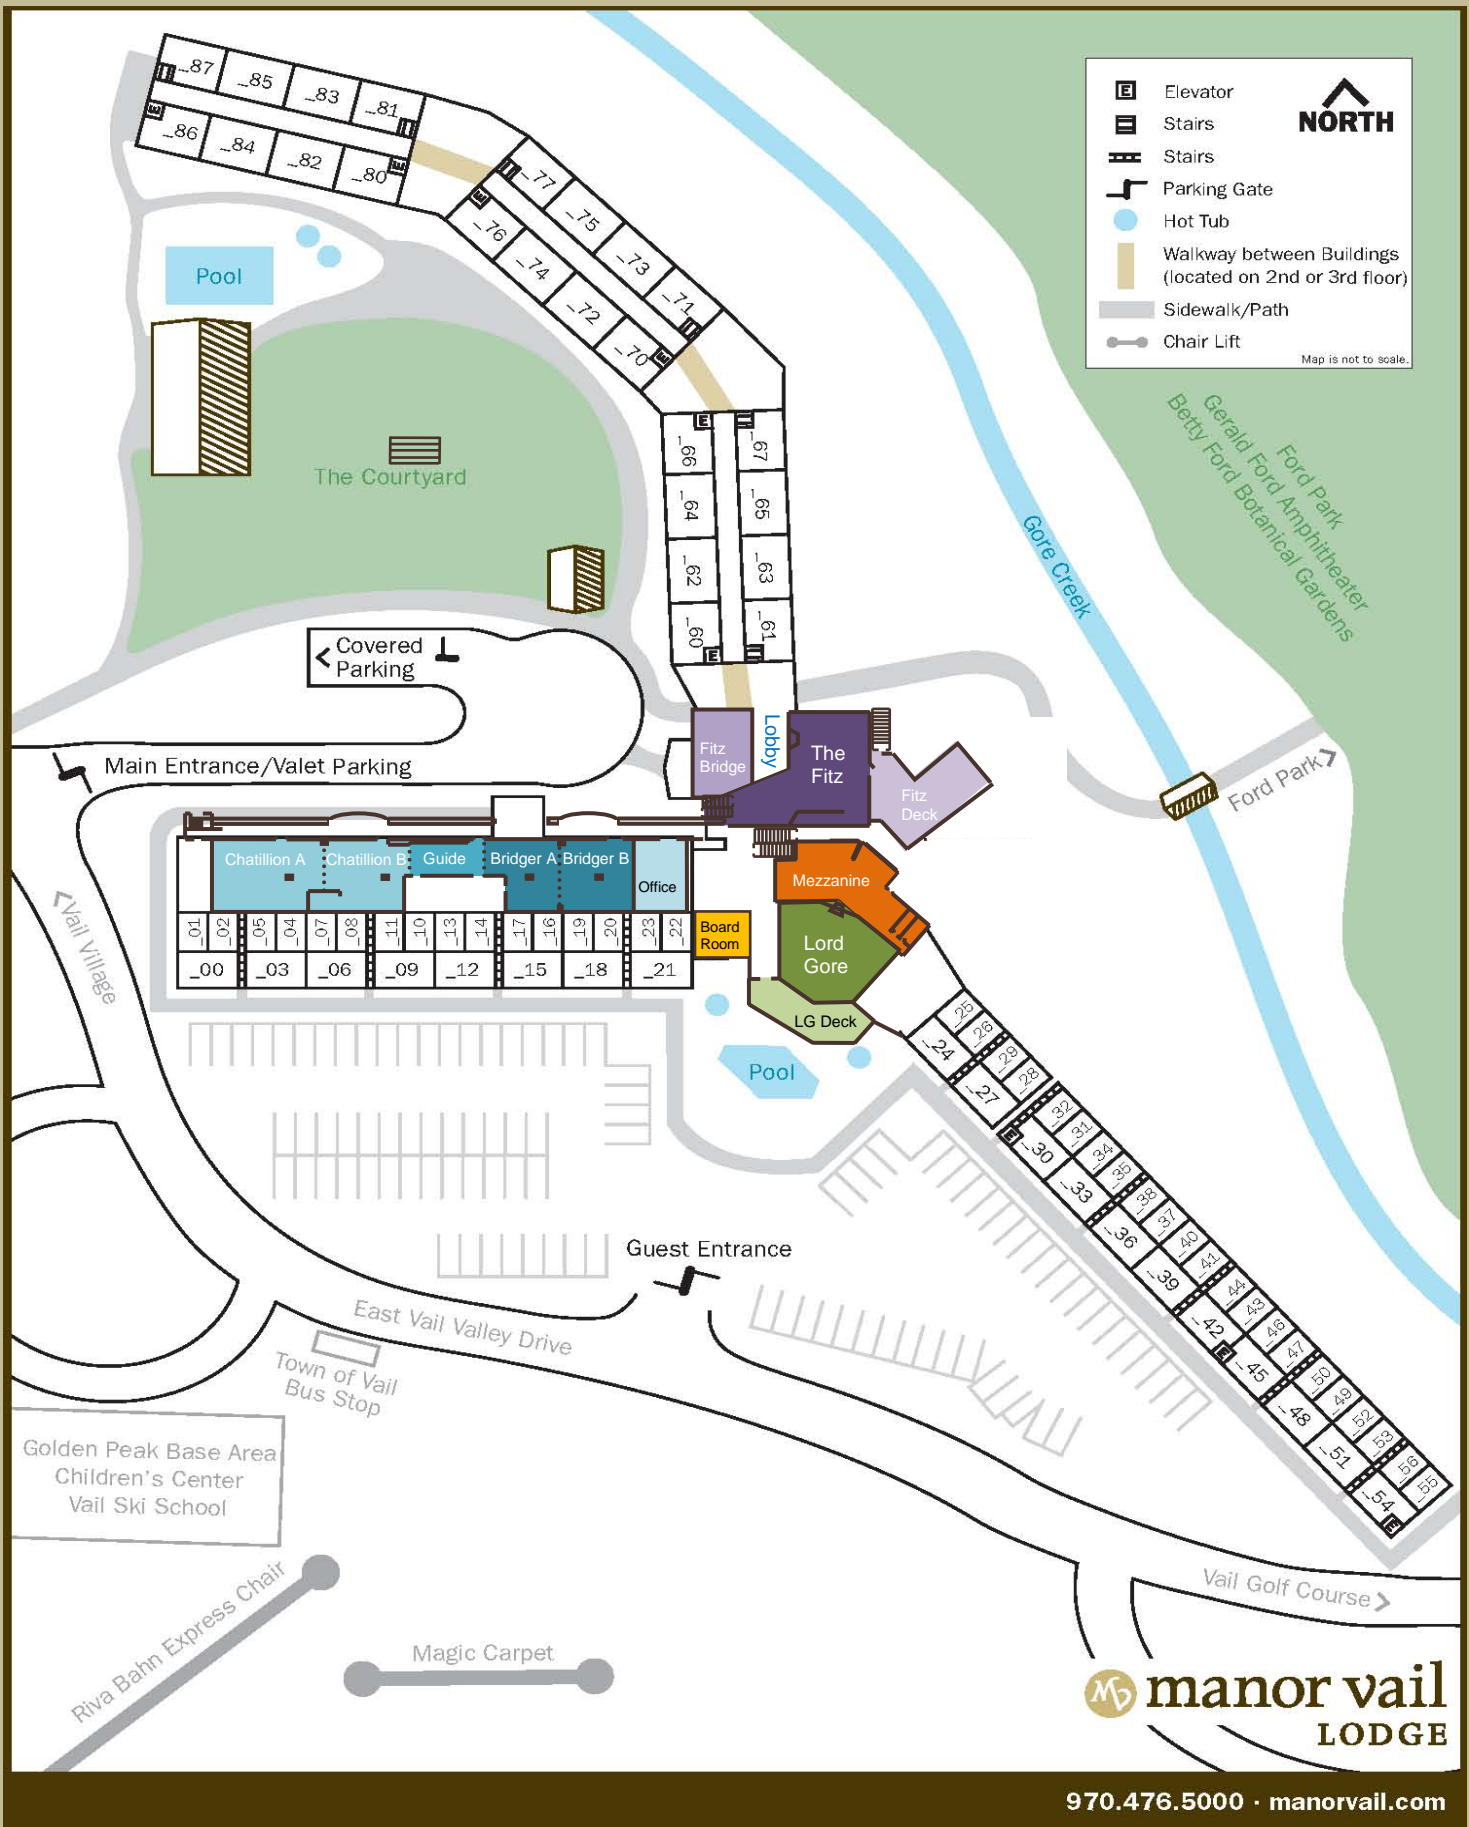 E Elevator
Stairs
Stairs
Parking Gate
Hot Tub
Walkway between Buildings
(located on 2nd or 3rd floor)
Sidewalk/Path
Chair Lift
NORTH
Map is not to scale.
_87
_85
_83
_81
_86
_84
_82
_80
E
E
_77
_75
_73
_71
_76
_74
_72
_70
E
E
_66
_64
_62
_60
_67
_65
_63
_61
E
E
Pool
The Courtyard
Ford Park
Gerald Ford Amphitheater
Betty Ford Botanical Gardens
Gore Creek
Covered
Parking
Main Entrance/Valet Parking
Fitz
Bridge
Lobby
The
Fitz
Fitz
Deck
Ford Park
Chatillion A
Chatillion B
Guide
Bridger A
Bridger B
Office
Mezzanine
Board
Room
Lord
Gore
LG Deck
Pool
_01
_02
_05
_04
_07
_08
_11
_10
_13
_14
_17
_16
_19
_20
_23
_22
_00
_03
_06
_09
_12
_15
_18
_21
Vail Village
_25
_26
_29
_28
_24
_27
_32
_31
_34
_35
_38
_37
_40
_41
_44
_43
_46
_47
_50
_49
_52
_53
_56
_55
E
_30
_33
_36
_39
_42
E
_45
_48
_51
_54
E
Guest Entrance
East Vail Valley Drive
Town of Vail
Bus Stop
Golden Peak Base Area
Children's Center
Vail Ski School
Riva Bahn Express Chair
Magic Carpet
Vail Golf Course
manor vail
LODGE
970.476.5000 · manorvail.com